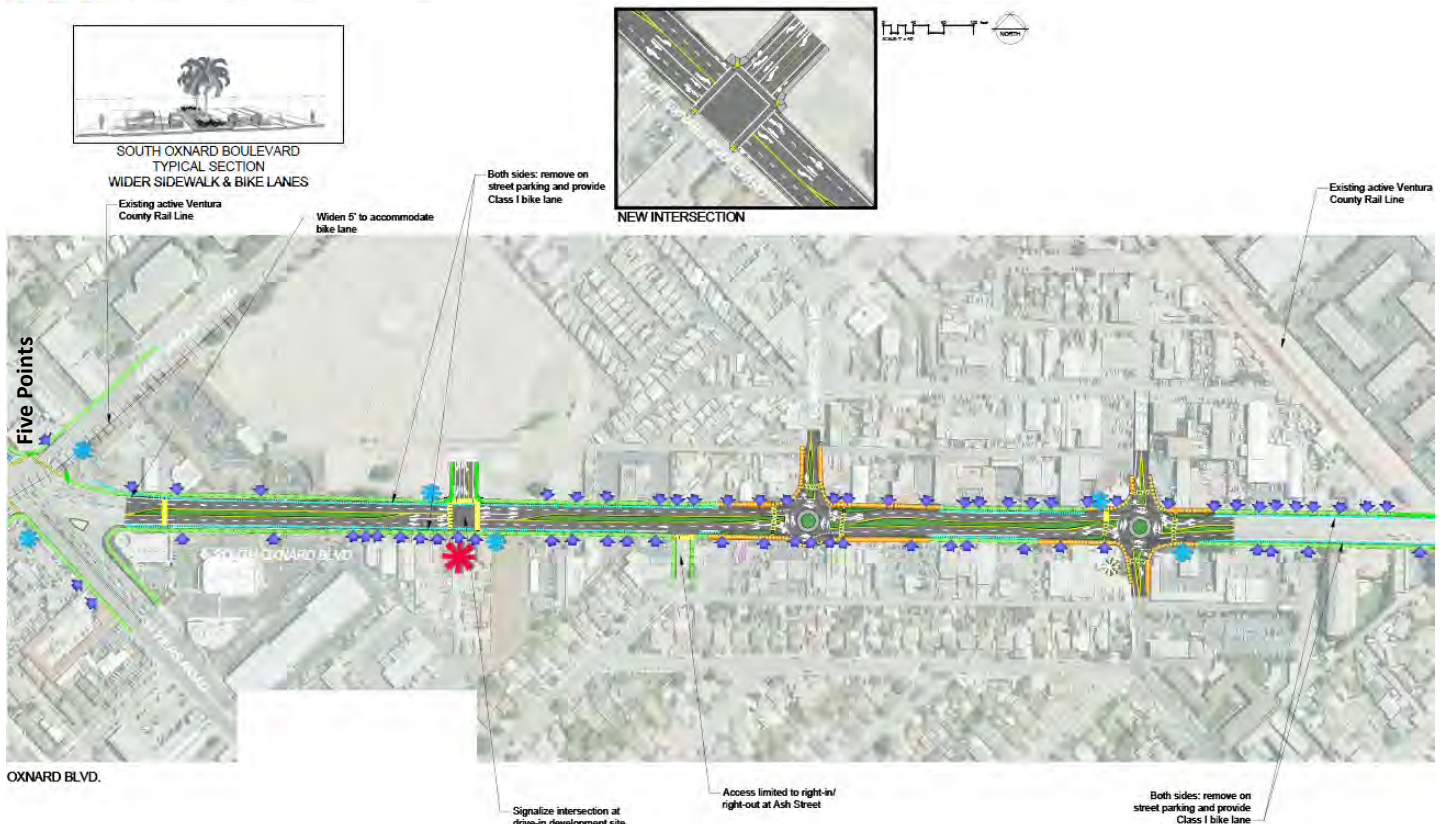 SOUTH OXNARD BOULEVARD
TYPICAL SECTION
WIDER SIDEWALK & BIKE LANES
NEW INTERSECTION
NORTH
Existing active Ventura
County Rail Line
Widen 5' to accommodate
bike lane
Both sides: remove on
street parking and provide
Class I bike lane
Existing active Ventura
County Rail Line
Five Points
SOUTH OXNARD BLVD
OXNARD BLVD.
Signalize intersection at
drive-in development site
Access limited to right-in/
right-out at Ash Street
Both sides: remove on
street parking and provide
Class I bike lane